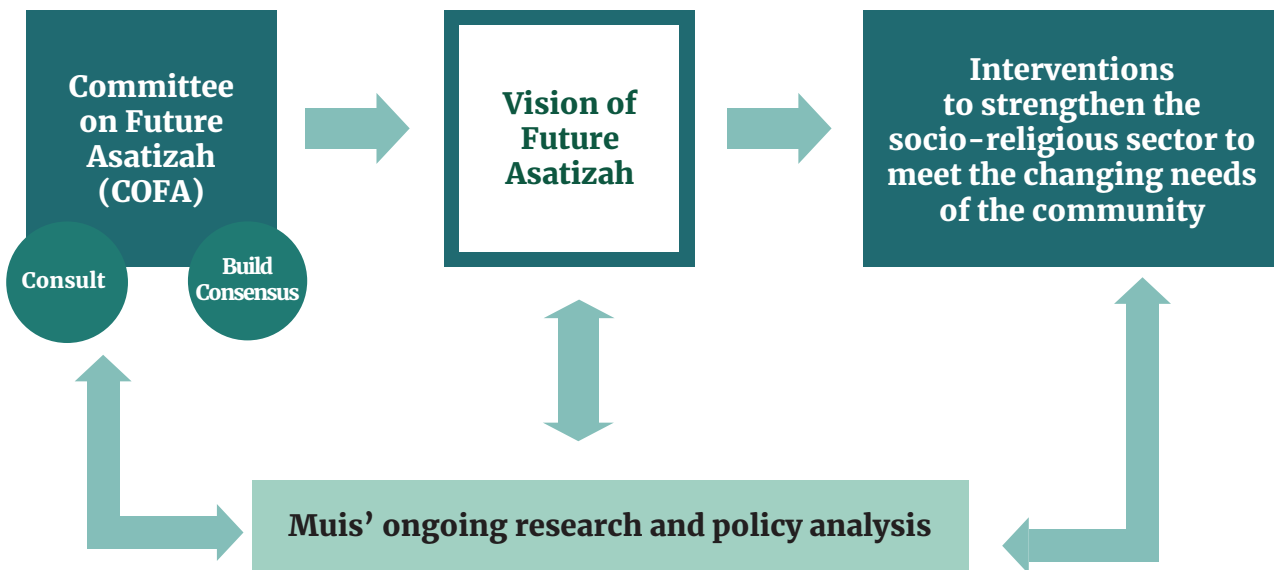 Committee
on Future
Asatizah
(COFA)
Consult
Build
Consensus
Vision of
Future
Asatizah
Interventions
to strengthen the
socio-religious sector to
meet the changing needs
of the community
Muis’ ongoing research and policy analysis